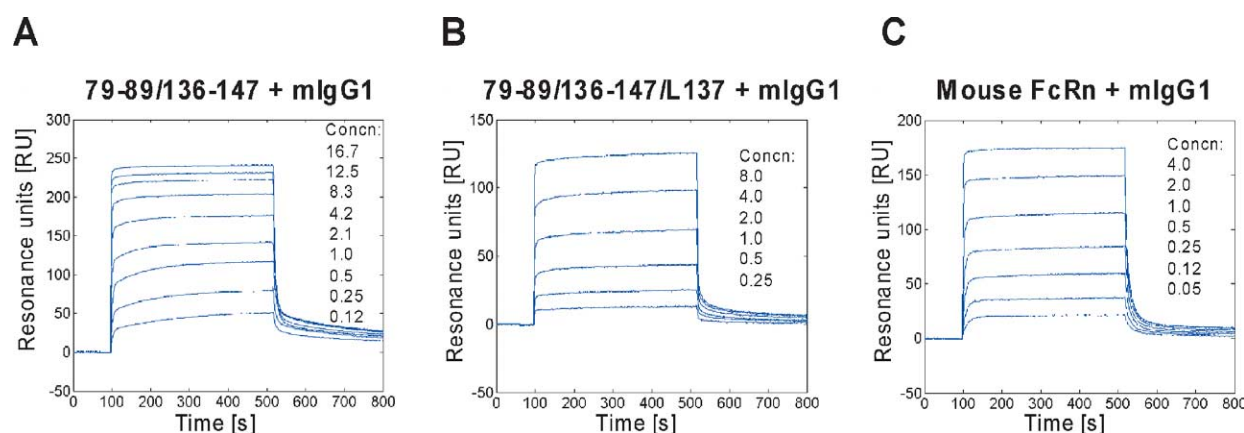 A
79-89/136-147 + mIgG1
Resonance units [RU]
300
250
200
150
100
50
0
-50
Concn:
16.7
12.5
8.3
4.2
2.1
1.0
0.5
0.25
0.12
0 100 200 300 400 500 600 700 800
Time [s]
B
79-89/136-147/L137 + mIgG1
Resonance units [RU]
150
100
50
0
-50
Concn:
8.0
4.0
2.0
1.0
0.5
0.25
0 100 200 300 400 500 600 700 800
Time [s]
C
Mouse FcRn + mIgG1
Resonance units [RU]
200
150
100
50
0
-50
Concn:
4.0
2.0
1.0
0.5
0.25
0.12
0.05
0 100 200 300 400 500 600 700 800
Time [s]